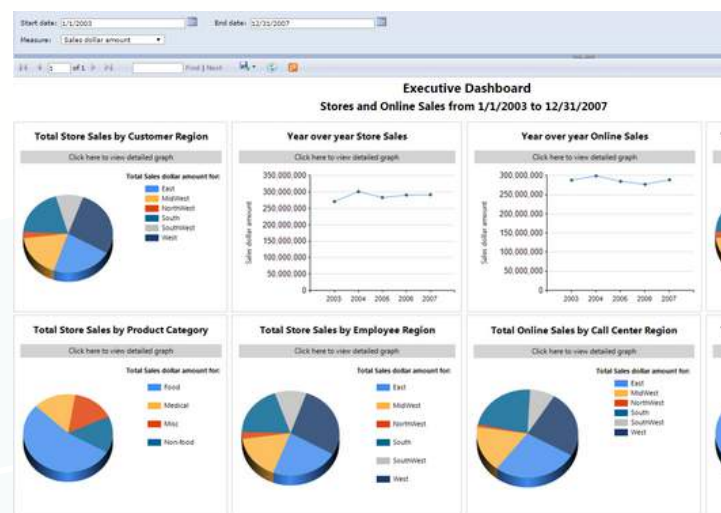 Start date: 1/1/2003 End date: 12/31/2007
Measure: Sales dollar amount
1 of 1 Find | Next
Executive Dashboard
Stores and Online Sales from 1/1/2003 to 12/31/2007
Total Store Sales by Customer Region
Click here to view detailed graph
Total Sales dollar amount for:
East
MidWest
NorthWest
South
SouthWest
West
Year over year Store Sales
Click here to view detailed graph
Sales dollar amount
350.000.000
300.000.000
250.000.000
200.000.000
150.000.000
100.000.000
50.000.000
0
2003 2004 2005 2006 2007
Year over year Online Sales
Click here to view detailed graph
Sales dollar amount
300.000.000
250.000.000
200.000.000
150.000.000
100.000.000
50.000.000
0
2003 2004 2005 2006 2007
Total Store Sales by Product Category
Click here to view detailed graph
Total Sales dollar amount for:
Food
Medical
Misc
Non-food
Total Store Sales by Employee Region
Click here to view detailed graph
Total Sales dollar amount for:
East
MidWest
NorthWest
South
SouthWest
West
Total Online Sales by Call Center Region
Click here to view detailed graph
Total Sales dollar amount for:
East
MidWest
NorthWest
South
SouthWest
West